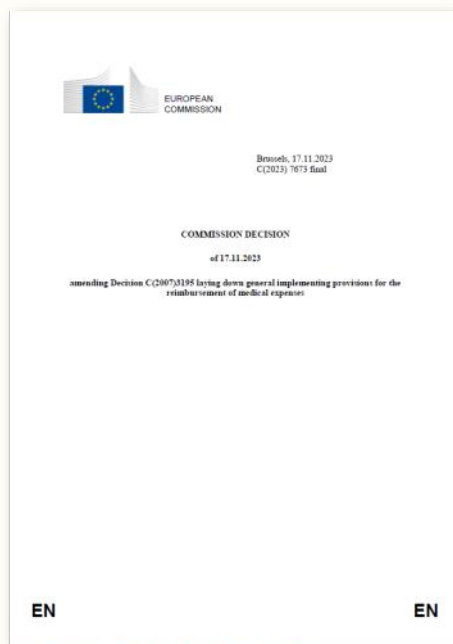 EUROPEAN
COMMISSION
Brussels, 17.11.2023
C(2023) 7673 final
COMMISSION DECISION
of 17.11.2023
amending Decision C(2007)3195 laying down general implementing provisions for the
reimbursement of medical expenses
EN
EN